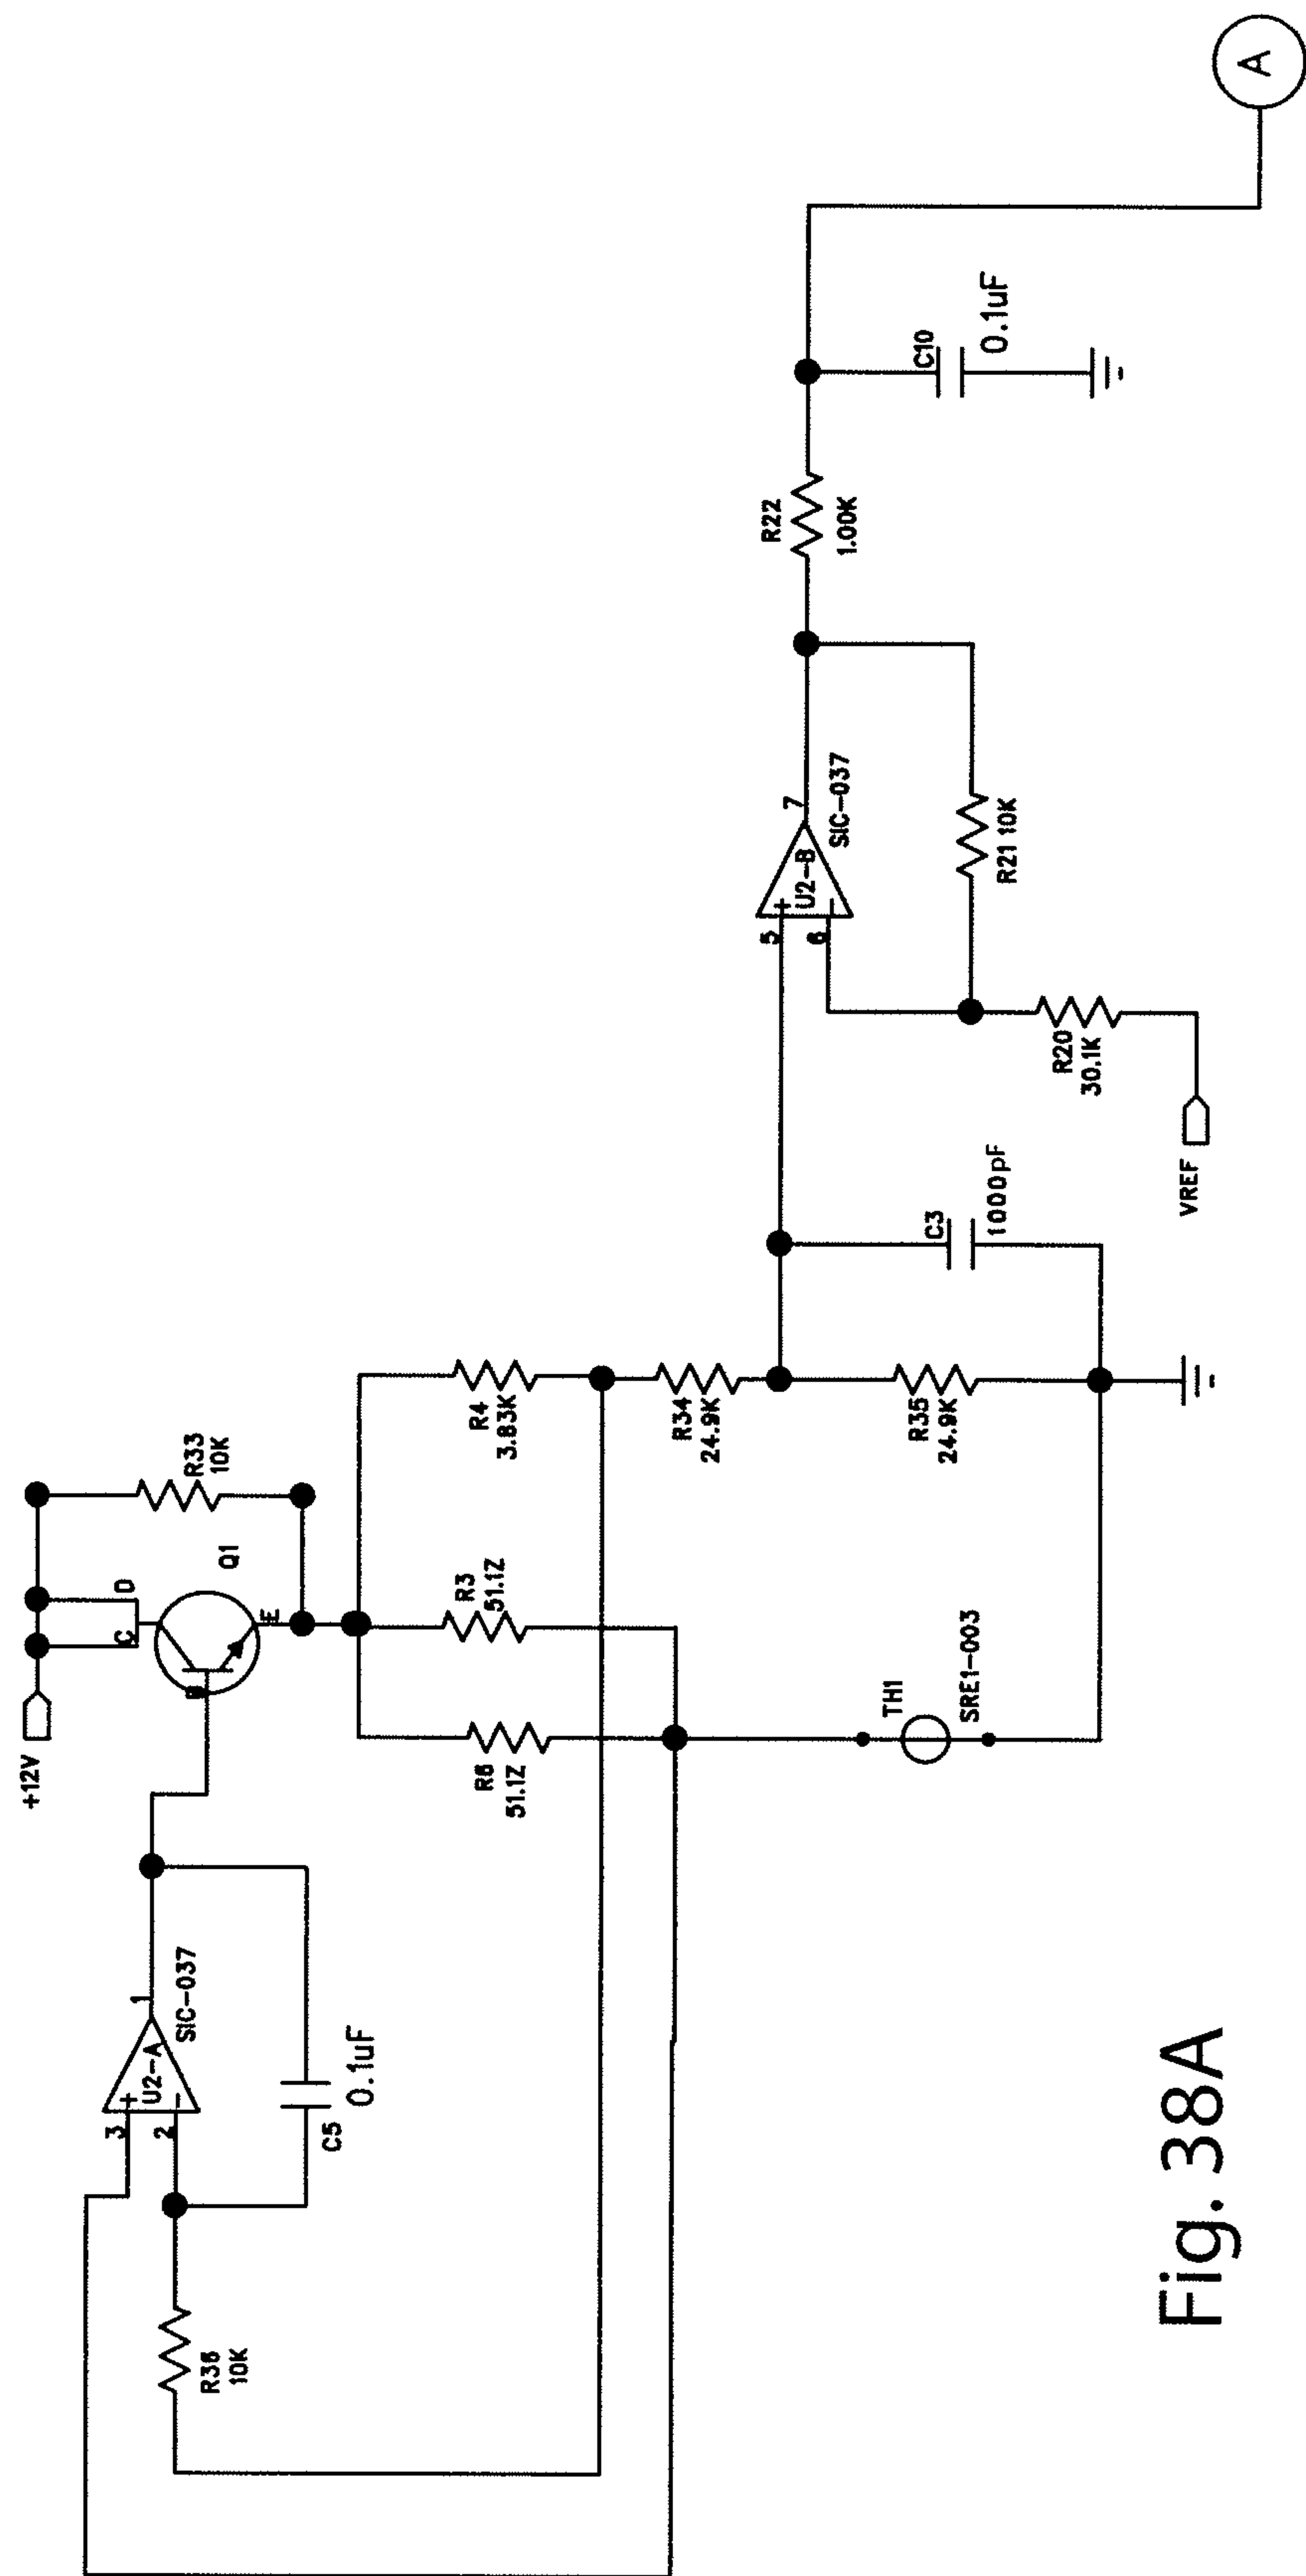 A
+12V
C
D
B
E
Q1
R33
10K
3
2
+
-
U2-A
1
SIC-037
C5
0.1uF
R36
10K
R6
51.1Z
R3
51.1Z
R4
3.83K
R34
24.9K
R35
24.9K
TH1
SRE1-003
C3
1000pF
5
6
+
-
U2-B
7
SIC-037
R21 10K
R20
30.1K
VREF
R22
1.00K
C10
0.1uF
Fig. 38A